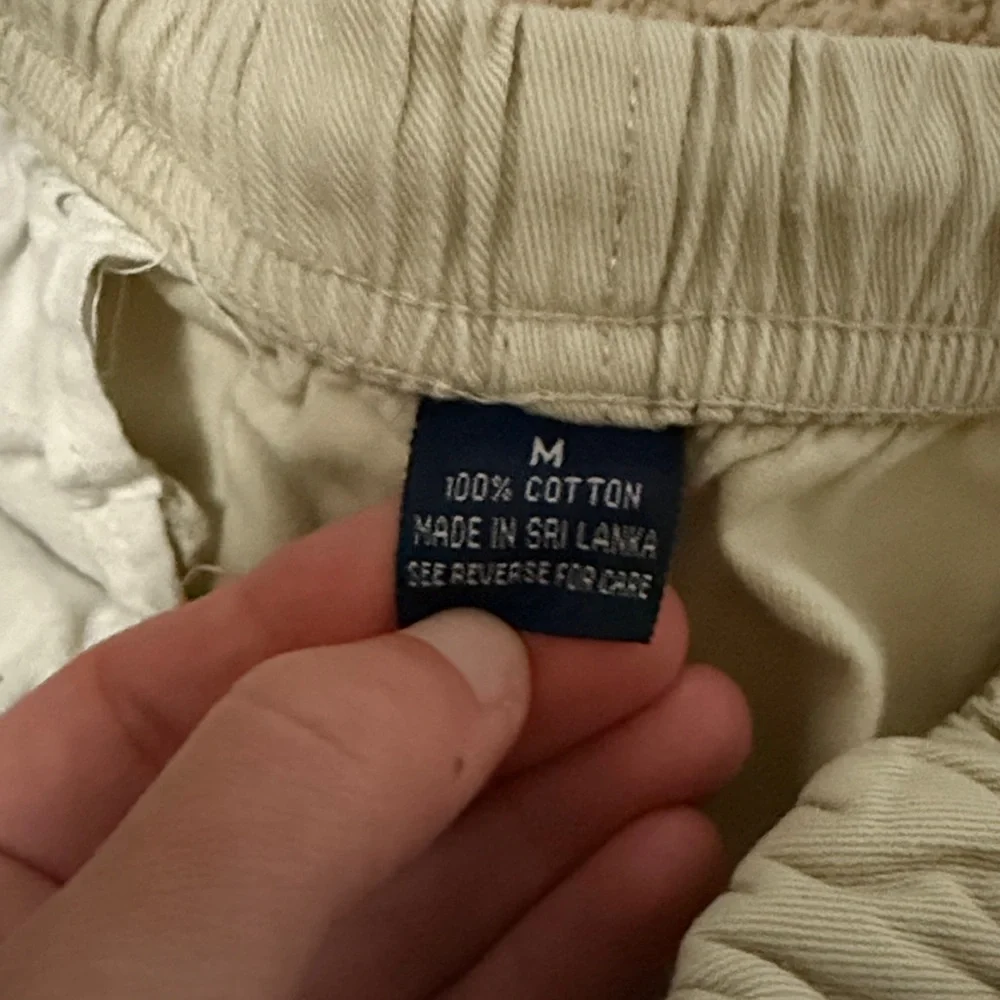 M
100% COTTON
MADE IN SRI LANKA
SEE REVERSE FOR CARE